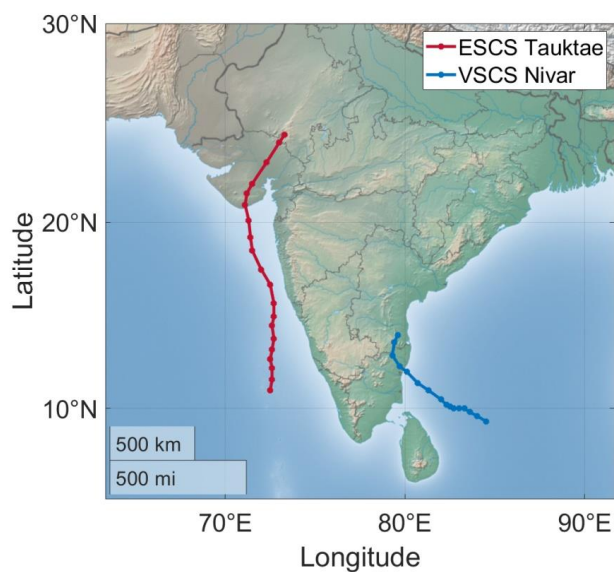 30°N
ESCS Tauktae
VSCS Nivar
20°N
Latitude
10°N
500 km
500 mi
70°E
80°E
90°E
Longitude